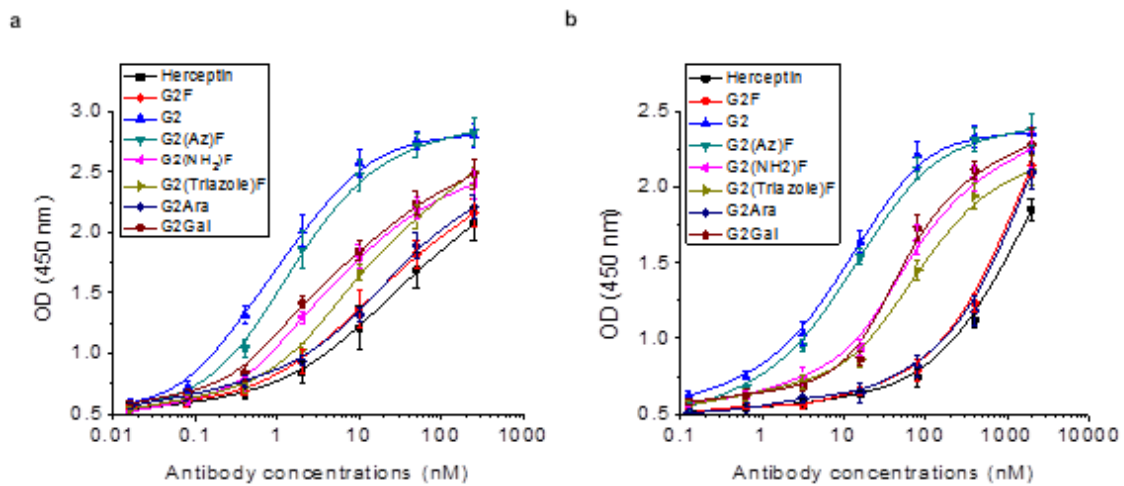 a
Herceptin
G2F
G2
G2(Az)F
G2(NH₂)F
G2(Triazole)F
G2Ara
G2Gal
3.0
2.5
2.0
1.5
1.0
0.5
OD (450 nm)
0.01 0.1 1 10 100 1000
Antibody concentrations (nM)
b
Herceptin
G2F
G2
G2(Az)F
G2(NH2)F
G2(Triazole)F
G2Ara
G2Gal
2.5
2.0
1.5
1.0
0.5
OD (450 nm)
0.1 1 10 100 1000 10000
Antibody concentrations (nM)